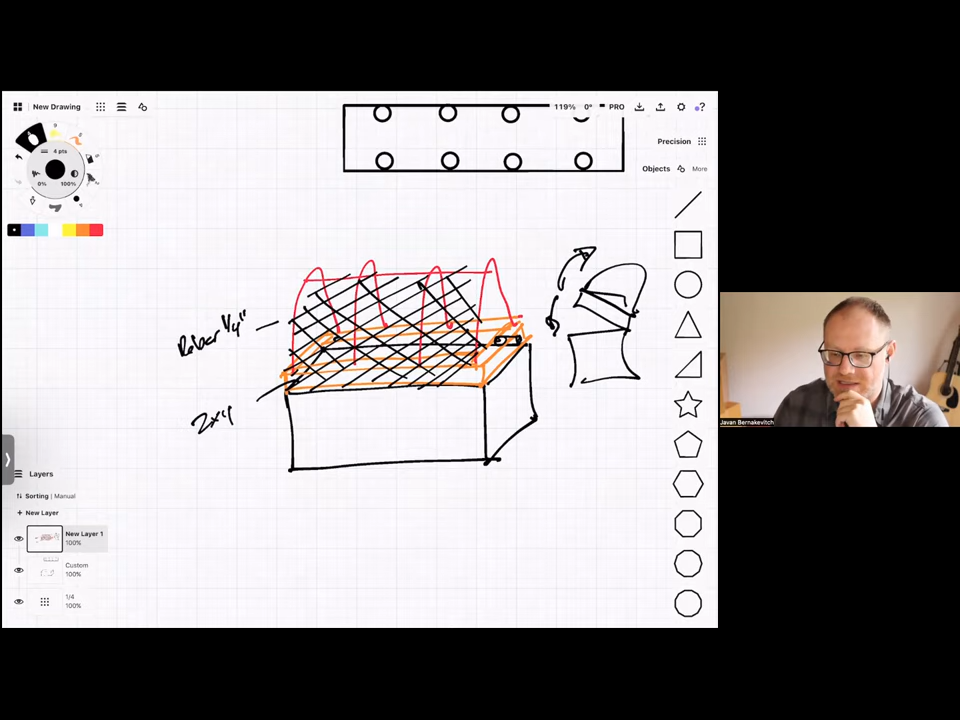 New Drawing
119% 0° PRO
Precision
Objects More
4 pts
0% 100%
Rebar 1/4"
2x4
Layers
Sorting | Manual
+ New Layer
New Layer 1
100%
Custom
100%
1/4
100%
Javan Bernakevitch